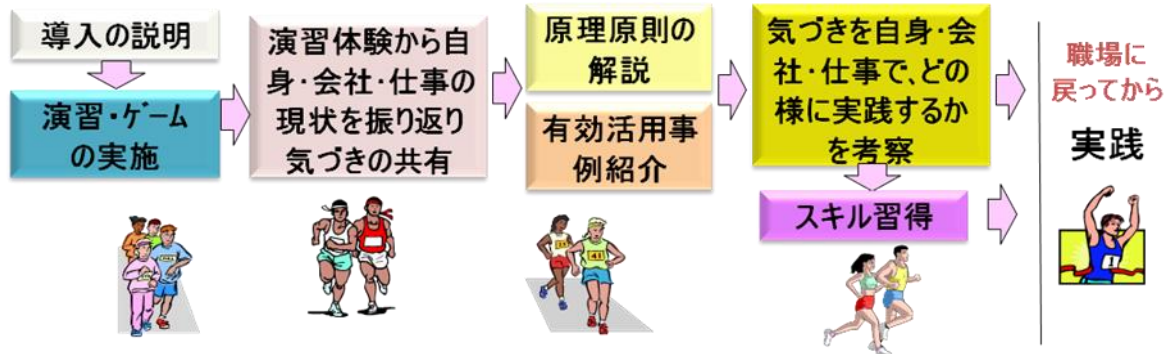 導入の説明
演習・ゲーム
の実施
演習体験から自
身・会社・仕事の
現状を振り返り
気づきの共有
原理原則の
解説
有効活用事
例紹介
気づきを自身・会
社・仕事で、どの
様に実践するか
を考察
スキル習得
職場に
戻ってから
実践
41
1